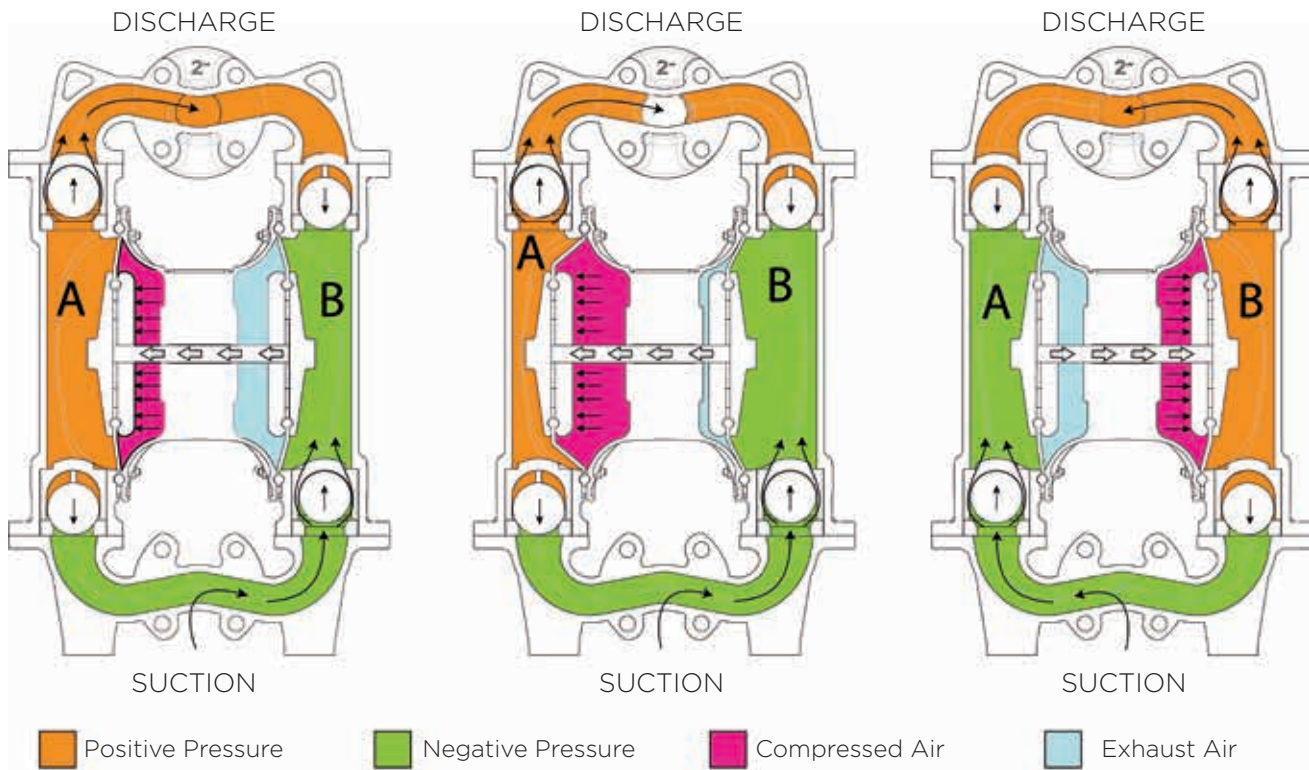 DISCHARGE DISCHARGE DISCHARGE
2" 2" 2"
A B A B A B
SUCTION SUCTION SUCTION
Positive Pressure Negative Pressure Compressed Air Exhaust Air